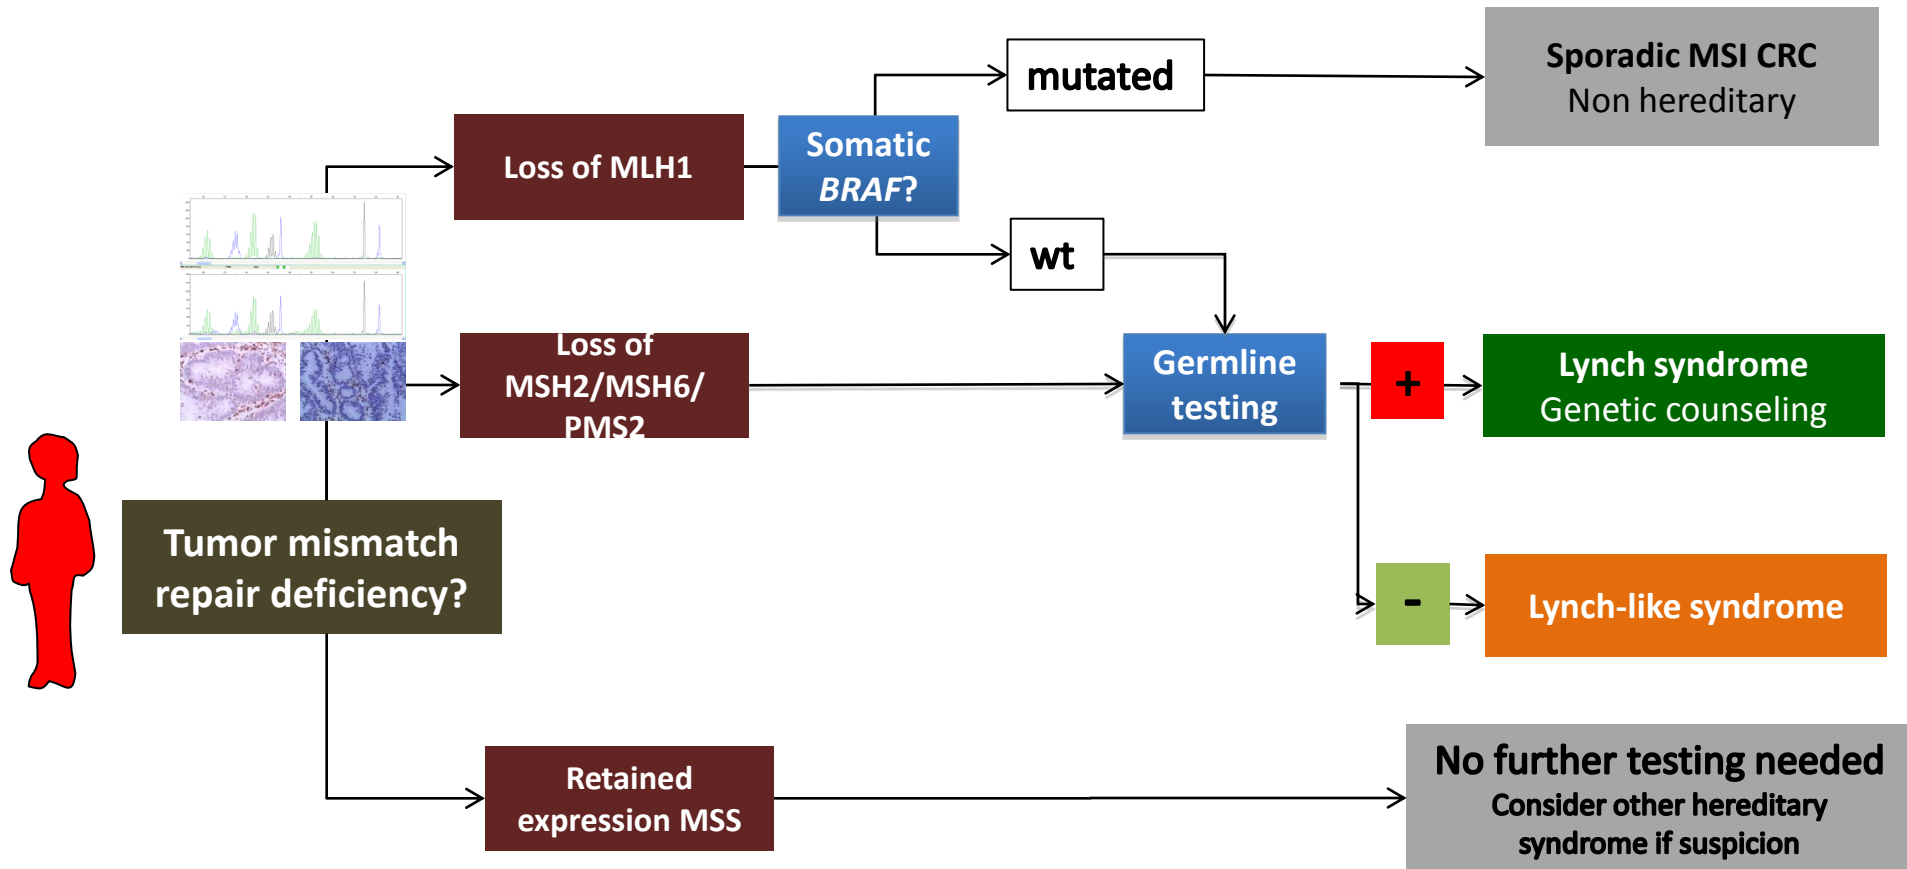 mutated
Sporadic MSI CRC
Non hereditary
Loss of MLH1
Somatic
BRAF?
wt
Loss of
MSH2/MSH6/
PMS2
Germline
testing
+
Lynch syndrome
Genetic counseling
Tumor mismatch
repair deficiency?
-
Lynch-like syndrome
Retained
expression MSS
No further testing needed
Consider other hereditary
syndrome if suspicion